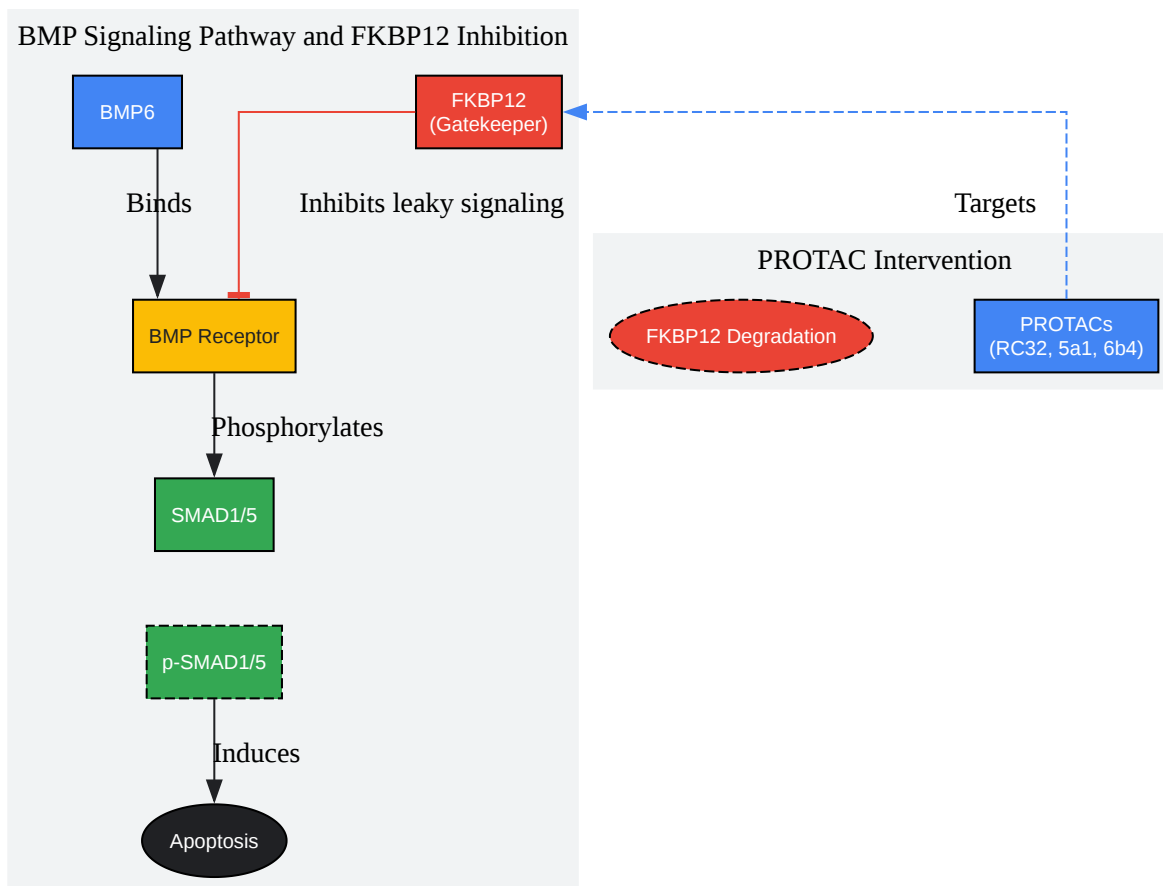 BMP Signaling Pathway and FKBP12 Inhibition
BMP6
FKBP12
(Gatekeeper)
Binds
Inhibits leaky signaling
Targets
PROTAC Intervention
BMP Receptor
FKBP12 Degradation
PROTACs
(RC32, 5a1, 6b4)
Phosphorylates
SMAD1/5
p-SMAD1/5
Induces
Apoptosis